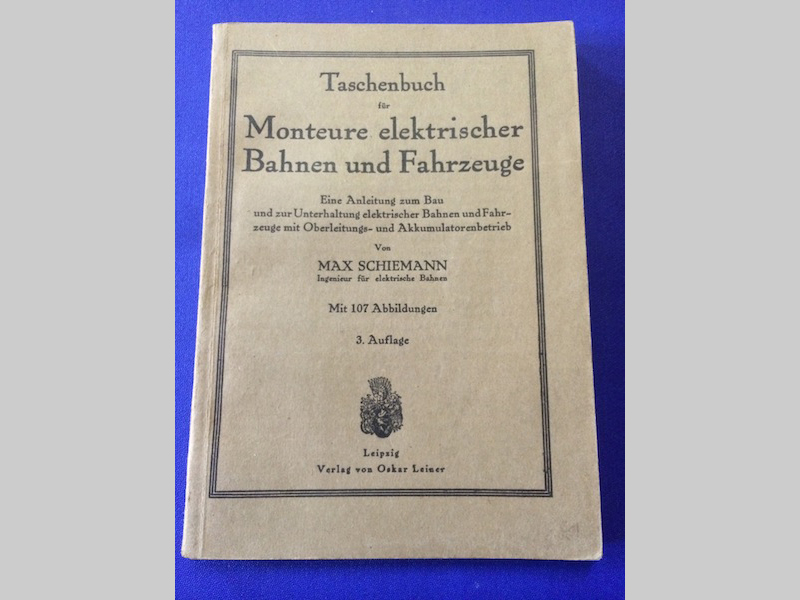 Taschenbuch
für
Monteure elektrischer
Bahnen und Fahrzeuge
Eine Anleitung zum Bau
und zur Unterhaltung elektrischer Bahnen und Fahr-
zeuge mit Oberleitungs- und Akkumulatorenbetrieb
Von
MAX SCHIEMANN
Ingenieur für elektrische Bahnen
Mit 107 Abbildungen
3. Auflage
Leipzig
Verlag von Oskar Leiner